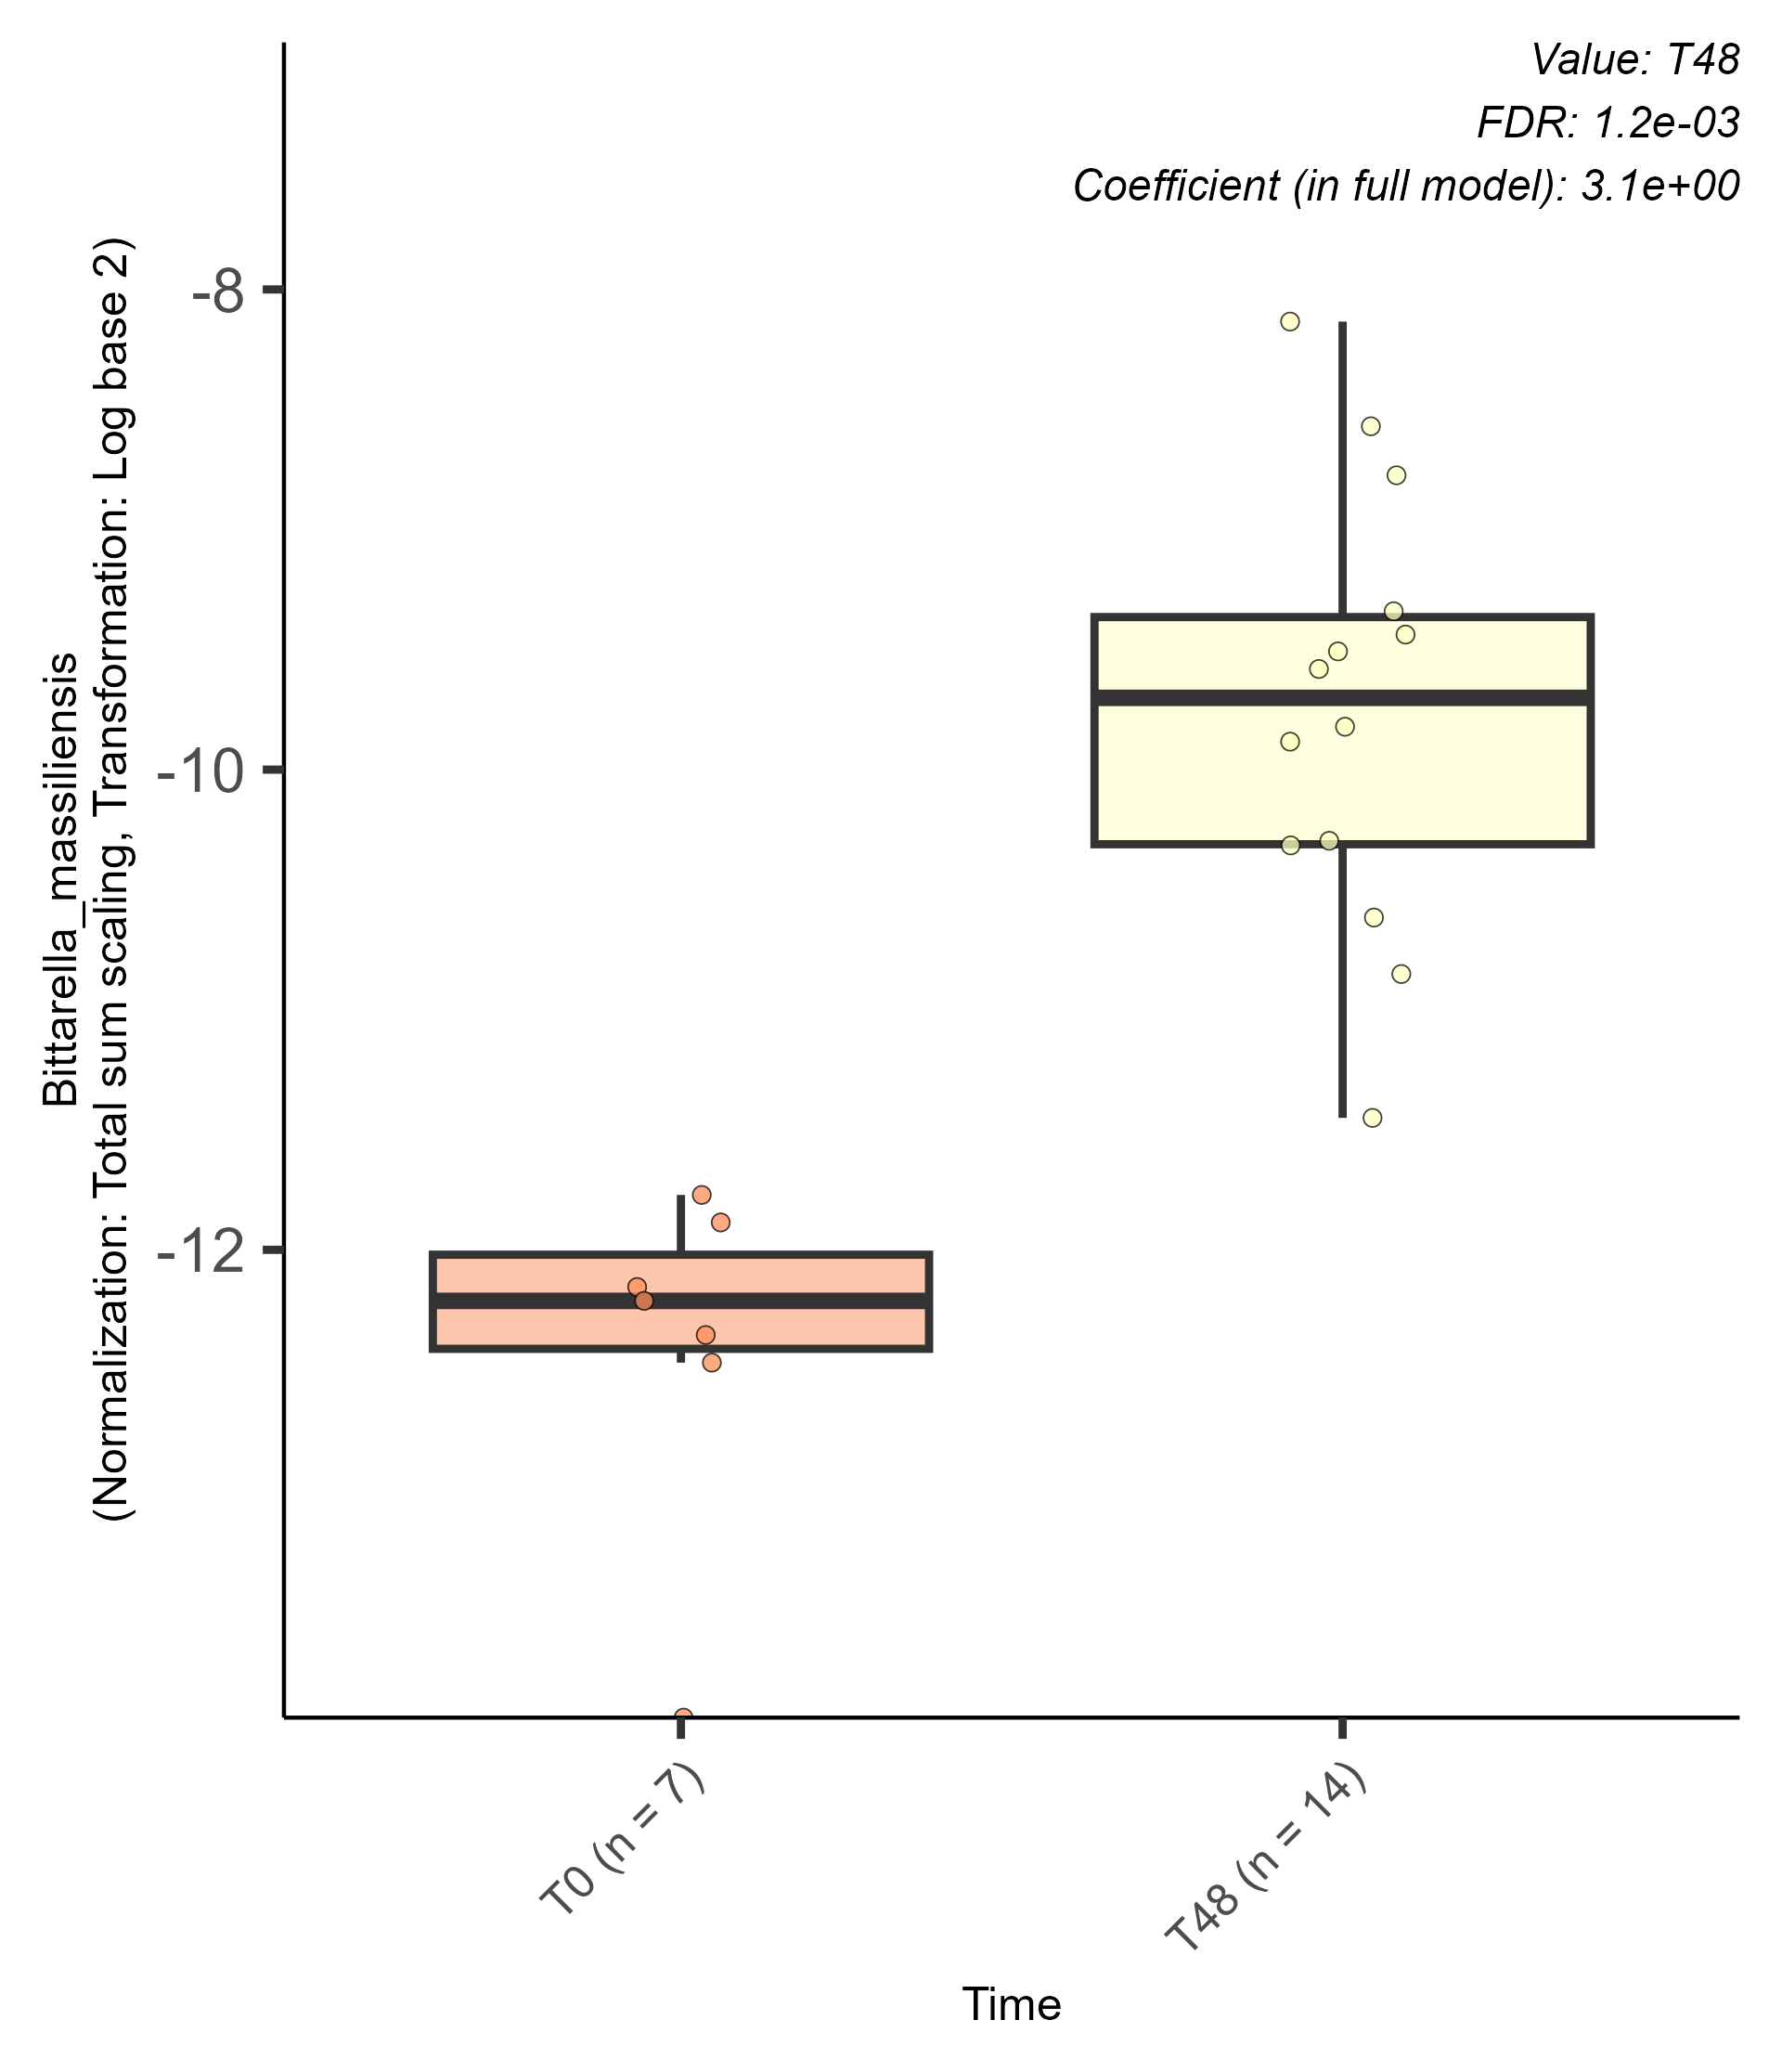 Value: T48
FDR: 1.2e-03
Coefficient (in full model): 3.1e+00
Bittarella_massiliensis
(Normalization: Total sum scaling, Transformation: Log base 2)
-8
-10
-12
T0 (n = 7)
T48 (n = 14)
Time